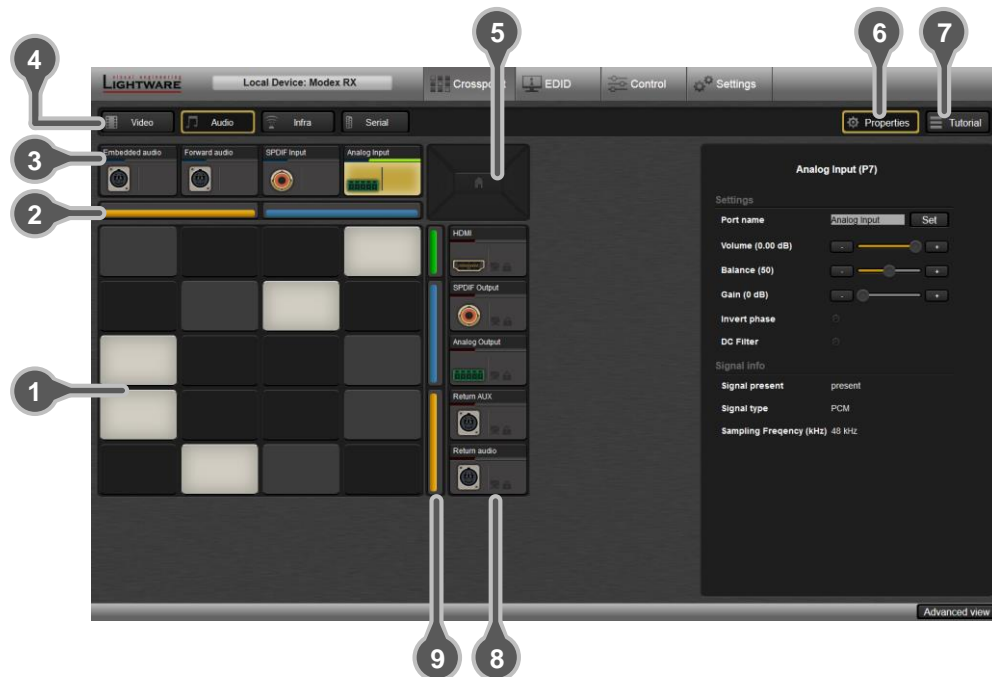 5
6
7
4
visual engineering
LIGHTWARE
Local Device: Modex RX
Crosspoint
EDID
Control
Settings
Video
Audio
Infra
Serial
Properties
Tutorial
3
Embedded audio
Forward audio
SPDIF Input
Analog Input
Analog Input (P7)
2
Settings
Port name
Analog Input
Set
HDMI
Volume (0.00 dB)
-
+
Balance (50)
-
+
SPDIF Output
Gain (0 dB)
-
+
Invert phase
DC Filter
Analog Output
Signal info
1
Signal present
present
Return AUX
Signal type
PCM
Sampling Freqency (kHz)
48 kHz
Return audio
Advanced view
9
8